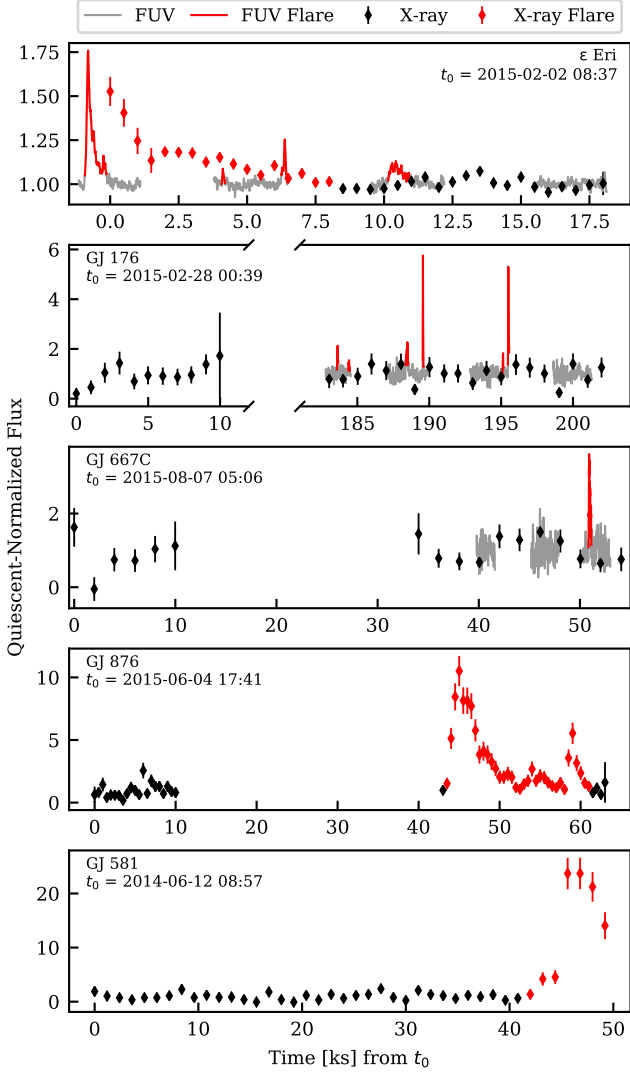 FUV FUV Flare X-ray X-ray Flare
ε Eri
t₀ = 2015-02-02 08:37
1.75
1.50
1.25
1.00
0.0 2.5 5.0 7.5 10.0 12.5 15.0 17.5
GJ 176
t₀ = 2015-02-28 00:39
6
4
2
0
0 5 10 185 190 195 200
GJ 667C
t₀ = 2015-08-07 05:06
2
0
0 10 20 30 40 50
Quiescent-Normalized Flux
GJ 876
t₀ = 2015-06-04 17:41
10
5
0
0 10 20 30 40 50 60
GJ 581
t₀ = 2014-06-12 08:57
20
10
0
0 10 20 30 40 50
Time [ks] from t₀